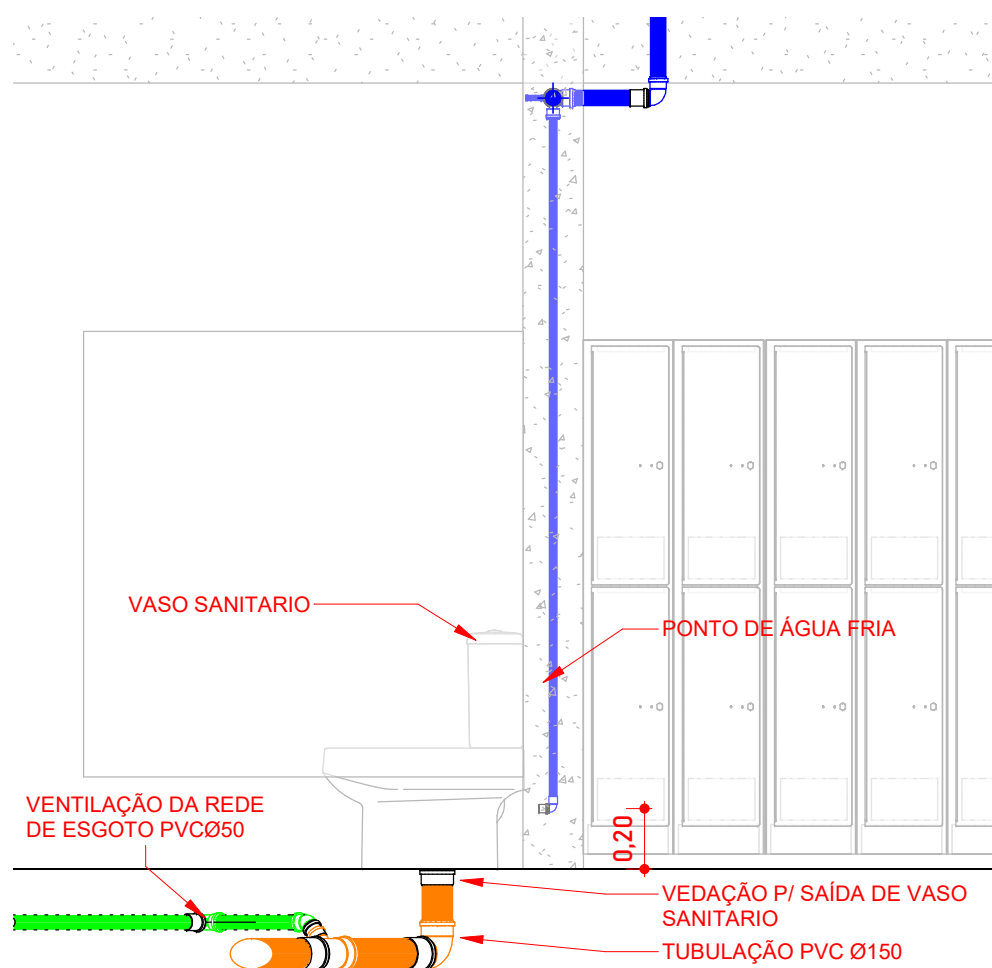 VASO SANITARIO
PONTO DE ÁGUA FRIA
VENTILAÇÃO DA REDE
DE ESGOTO PVCØ50
0,20
VEDAÇÃO P/ SAÍDA DE VASO
SANITARIO
TUBULAÇÃO PVC Ø150